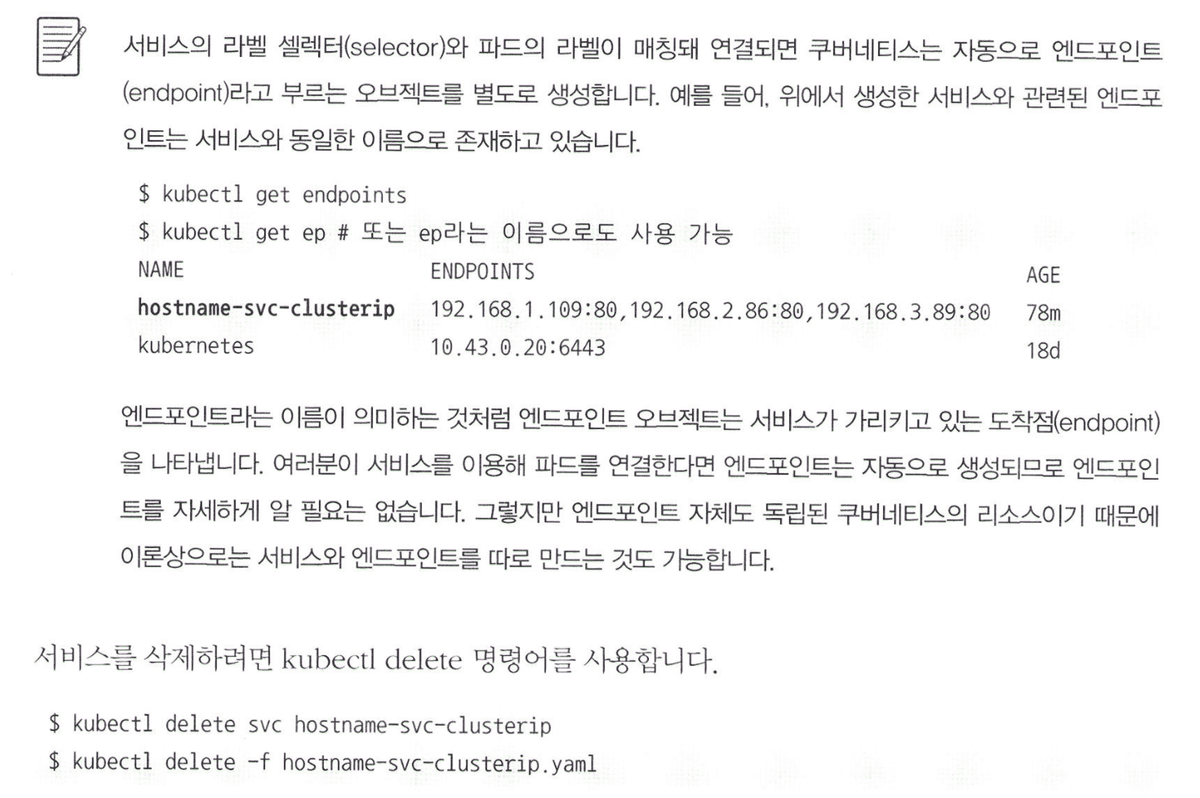 서비스의 라벨 셀렉터(selector)와 파드의 라벨이 매칭돼 연결되면 쿠버네티스는 자동으로 엔드포인트
(endpoint)라고 부르는 오브젝트를 별도로 생성합니다. 예를 들어, 위에서 생성한 서비스와 관련된 엔드포
인트는 서비스와 동일한 이름으로 존재하고 있습니다.
$ kubectl get endpoints
$ kubectl get ep # 또는 ep라는 이름으로도 사용 가능
NAME ENDPOINTS AGE
hostname-svc-clusterip 192.168.1.109:80,192.168.2.86:80,192.168.3.89:80 78m
kubernetes 10.43.0.20:6443 18d
엔드포인트라는 이름이 의미하는 것처럼 엔드포인트 오브젝트는 서비스가 가리키고 있는 도착점(endpoint)
을 나타냅니다. 여러분이 서비스를 이용해 파드를 연결한다면 엔드포인트는 자동으로 생성되므로 엔드포인
트를 자세하게 알 필요는 없습니다. 그렇지만 엔드포인트 자체도 독립된 쿠버네티스의 리소스이기 때문에
이론상으로는 서비스와 엔드포인트를 따로 만드는 것도 가능합니다.
서비스를 삭제하려면 kubectl delete 명령어를 사용합니다.
$ kubectl delete svc hostname-svc-clusterip
$ kubectl delete -f hostname-svc-clusterip.yaml